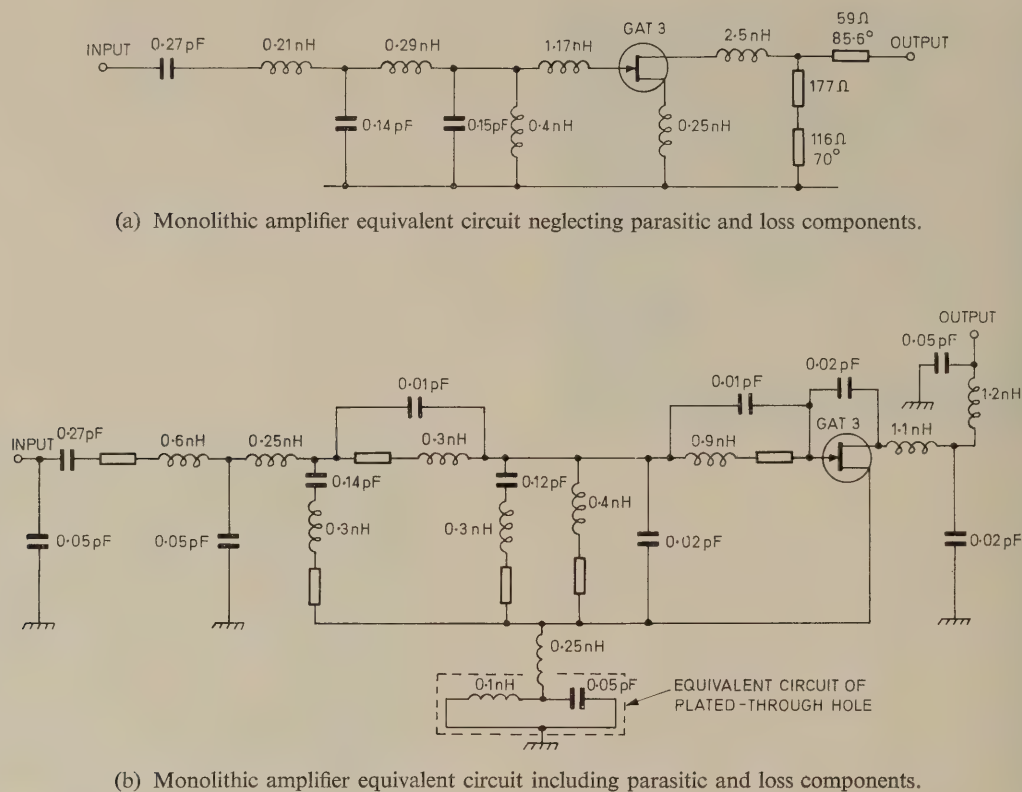 INPUT
0·27pF
0·21nH
0·29nH
1·17nH
GAT 3
2·5nH
59Ω
85·6°
OUTPUT
0·14pF
0·15pF
0·4nH
0·25nH
177Ω
116Ω
70°
(a) Monolithic amplifier equivalent circuit neglecting parasitic and loss components.
OUTPUT
0·05pF
1·2nH
0·01pF
0·01pF
0·02pF
GAT 3
INPUT
0·27pF
0·6nH
0·25nH
0·3nH
0·9nH
1·1nH
0·14pF
0·12pF
0·3nH
0·3nH
0·4nH
0·05pF
0·05pF
0·02pF
0·02pF
0·25nH
0·1nH
0·05pF
EQUIVALENT CIRCUIT OF
PLATED-THROUGH HOLE
(b) Monolithic amplifier equivalent circuit including parasitic and loss components.